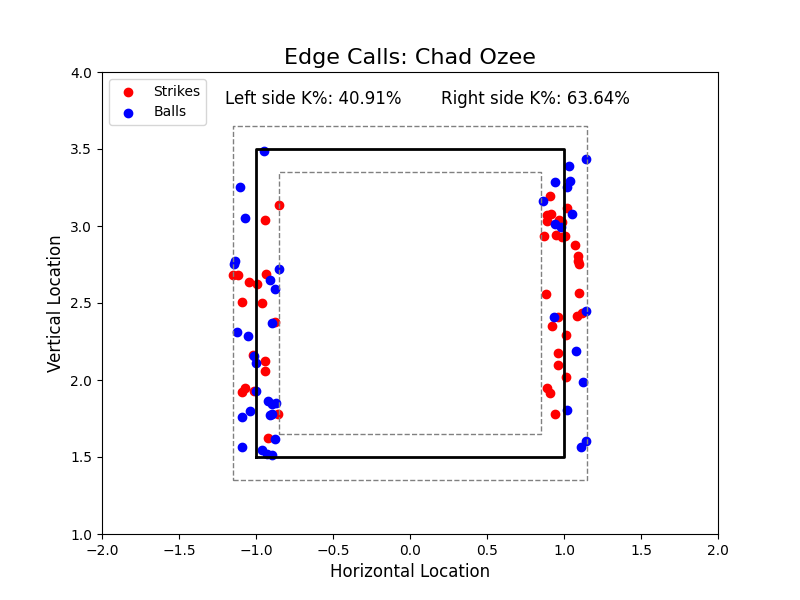 Edge Calls: Chad Ozee
Strikes
Balls
Left side K%: 40.91%
Right side K%: 63.64%
4.0
3.5
3.0
2.5
2.0
1.5
1.0
Vertical Location
−2.0 −1.5 −1.0 −0.5 0.0 0.5 1.0 1.5 2.0
Horizontal Location